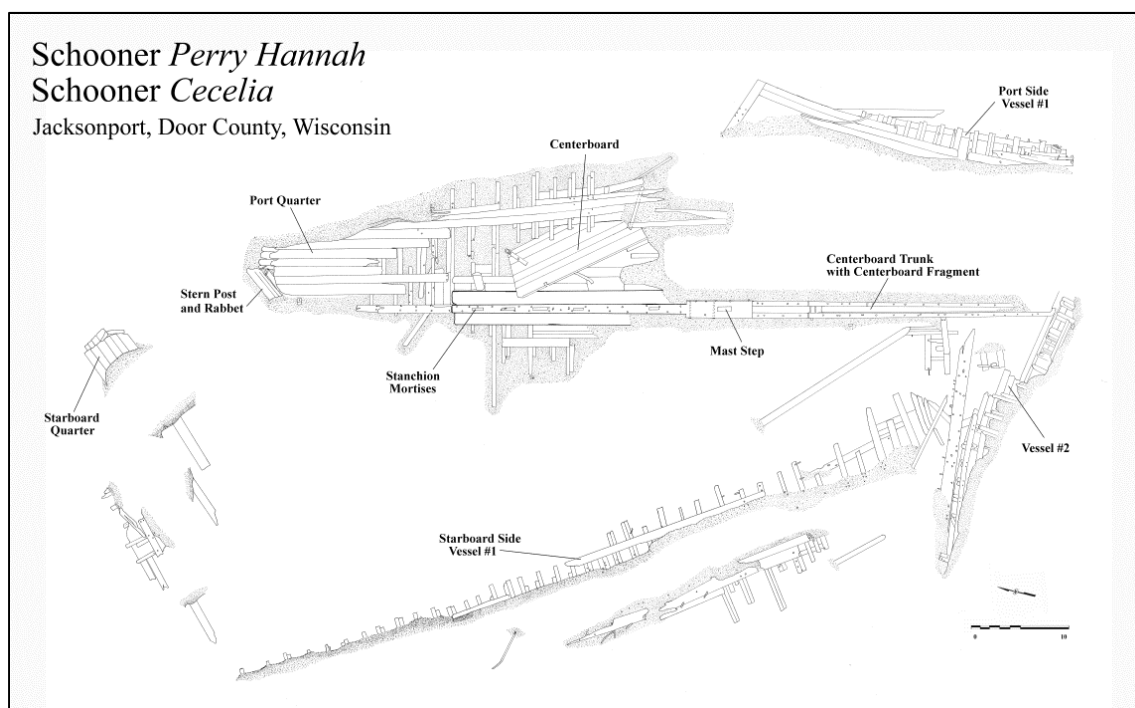 Schooner Perry Hannah
Schooner Cecelia
Jacksonport, Door County, Wisconsin
Port Side
Vessel #1
Centerboard
Port Quarter
Centerboard Trunk
with Centerboard Fragment
Stern Post
and Rabbet
Mast Step
Stanchion
Mortises
Starboard
Quarter
Vessel #2
Starboard Side
Vessel #1
0 10